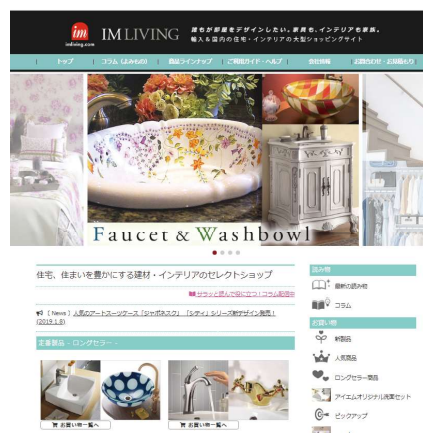 im
imliving.com
IM LIVING
誰もが部屋をデザインしたい。家具も、インテリアも家族。
輸入＆国内の住宅・インテリアの大型ショッピングサイト
トップ
コラム（よみもの）
商品ラインナップ
ご利用ガイド・ヘルプ
会社情報
お問合わせ・お見積もり
Faucet & Washbowl
住宅、住まいを豊かにする建材・インテリアのセレクトショップ
サラッと読んで役に立つ！コラム配信中
【News】人気のアートスーツケース「ジャポネスク」「シティ」シリーズ新デザイン発売！
(2019.1.8)
定番製品 - ロングセラー -
お買い物一覧へ
お買い物一覧へ
読み物
最新の読み物
コラム
お買い物
新製品
人気商品
ロングセラー商品
アイエムオリジナル洗面セット
ピックアップ